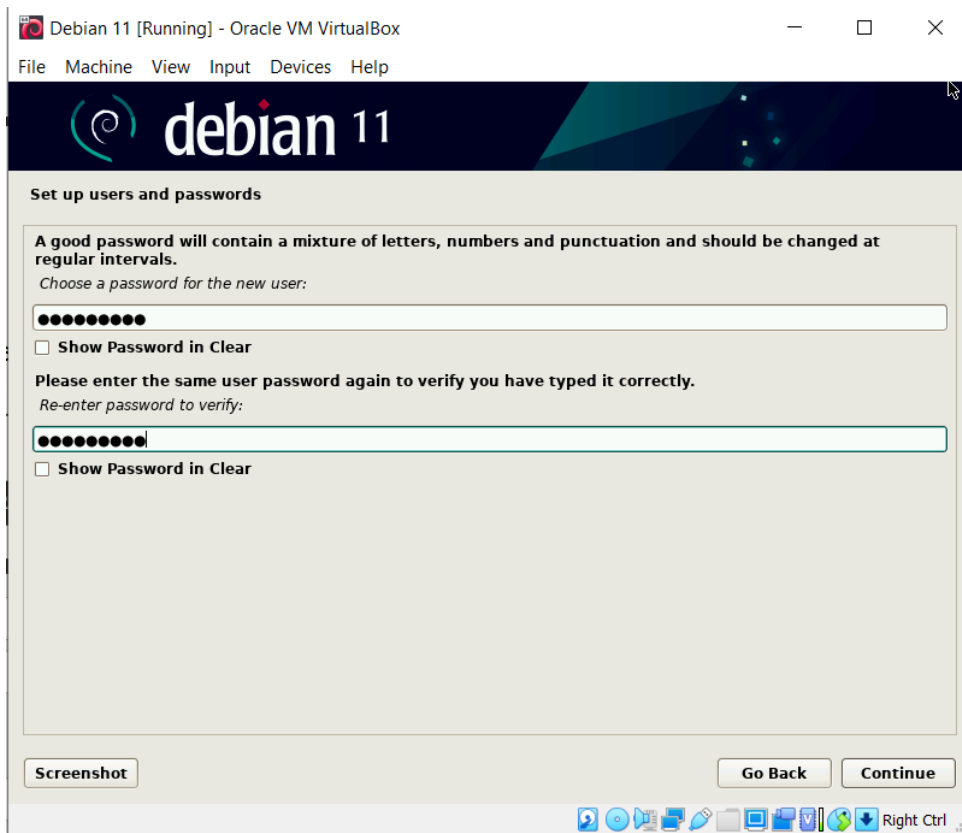 Debian 11 [Running] - Oracle VM VirtualBox
File Machine View Input Devices Help
debian 11
Set up users and passwords
A good password will contain a mixture of letters, numbers and punctuation and should be changed at
regular intervals.
Choose a password for the new user:
●●●●●●●●●
Show Password in Clear
Please enter the same user password again to verify you have typed it correctly.
Re-enter password to verify:
●●●●●●●●●
Show Password in Clear
Screenshot Go Back Continue
Right Ctrl